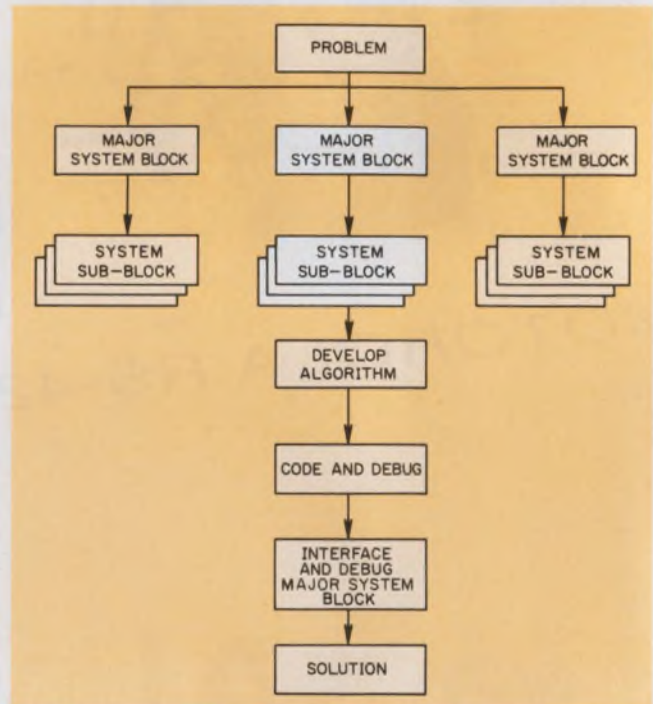 PROBLEM
MAJOR
SYSTEM BLOCK
MAJOR
SYSTEM BLOCK
MAJOR
SYSTEM BLOCK
SYSTEM
SUB-BLOCK
SYSTEM
SUB-BLOCK
SYSTEM
SUB-BLOCK
DEVELOP
ALGORITHM
CODE AND DEBUG
INTERFACE
AND DEBUG
MAJOR SYSTEM
BLOCK
SOLUTION